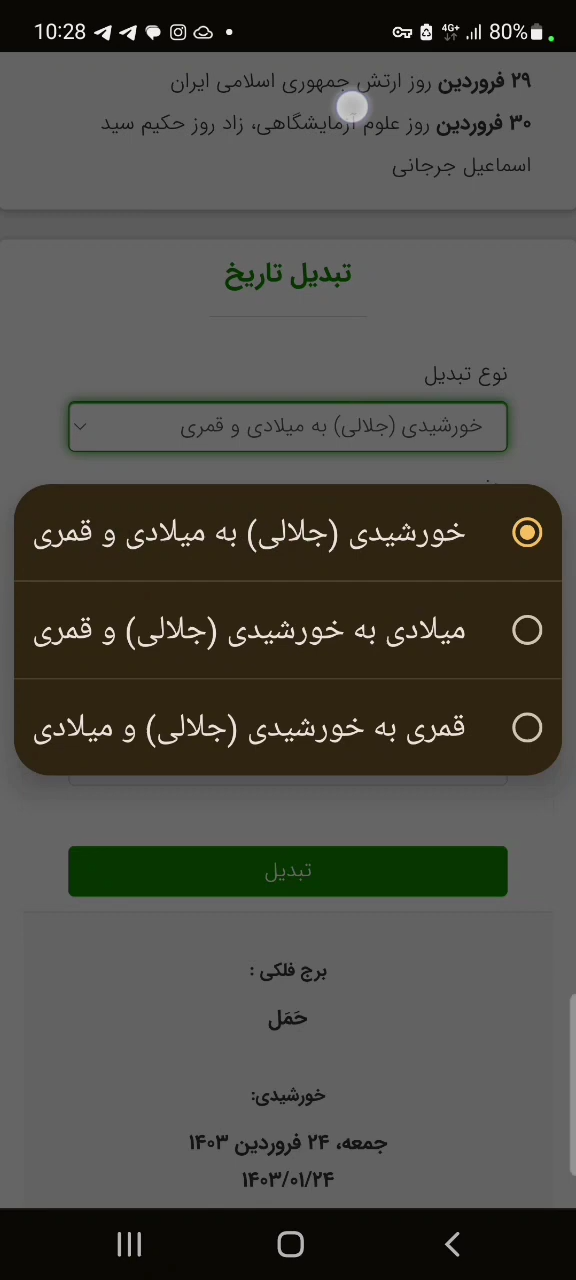 10:28
4G+
80%
۲۹ فروردین روز ارتش جمهوری اسلامی ایران
۳۰ فروردین روز علوم آزمایشگاهی، زاد روز حکیم سید
اسماعیل جرجانی
تبدیل تاریخ
نوع تبدیل
خورشیدی (جلالی) به میلادی و قمری
خورشیدی (جلالی) به میلادی و قمری
میلادی به خورشیدی (جلالی) و قمری
قمری به خورشیدی (جلالی) و میلادی
تبدیل
برج فلکی :
حَمَل
خورشیدی:
جمعه، ۲۴ فروردین ۱۴۰۳
۱۴۰۳/۰۱/۲۴